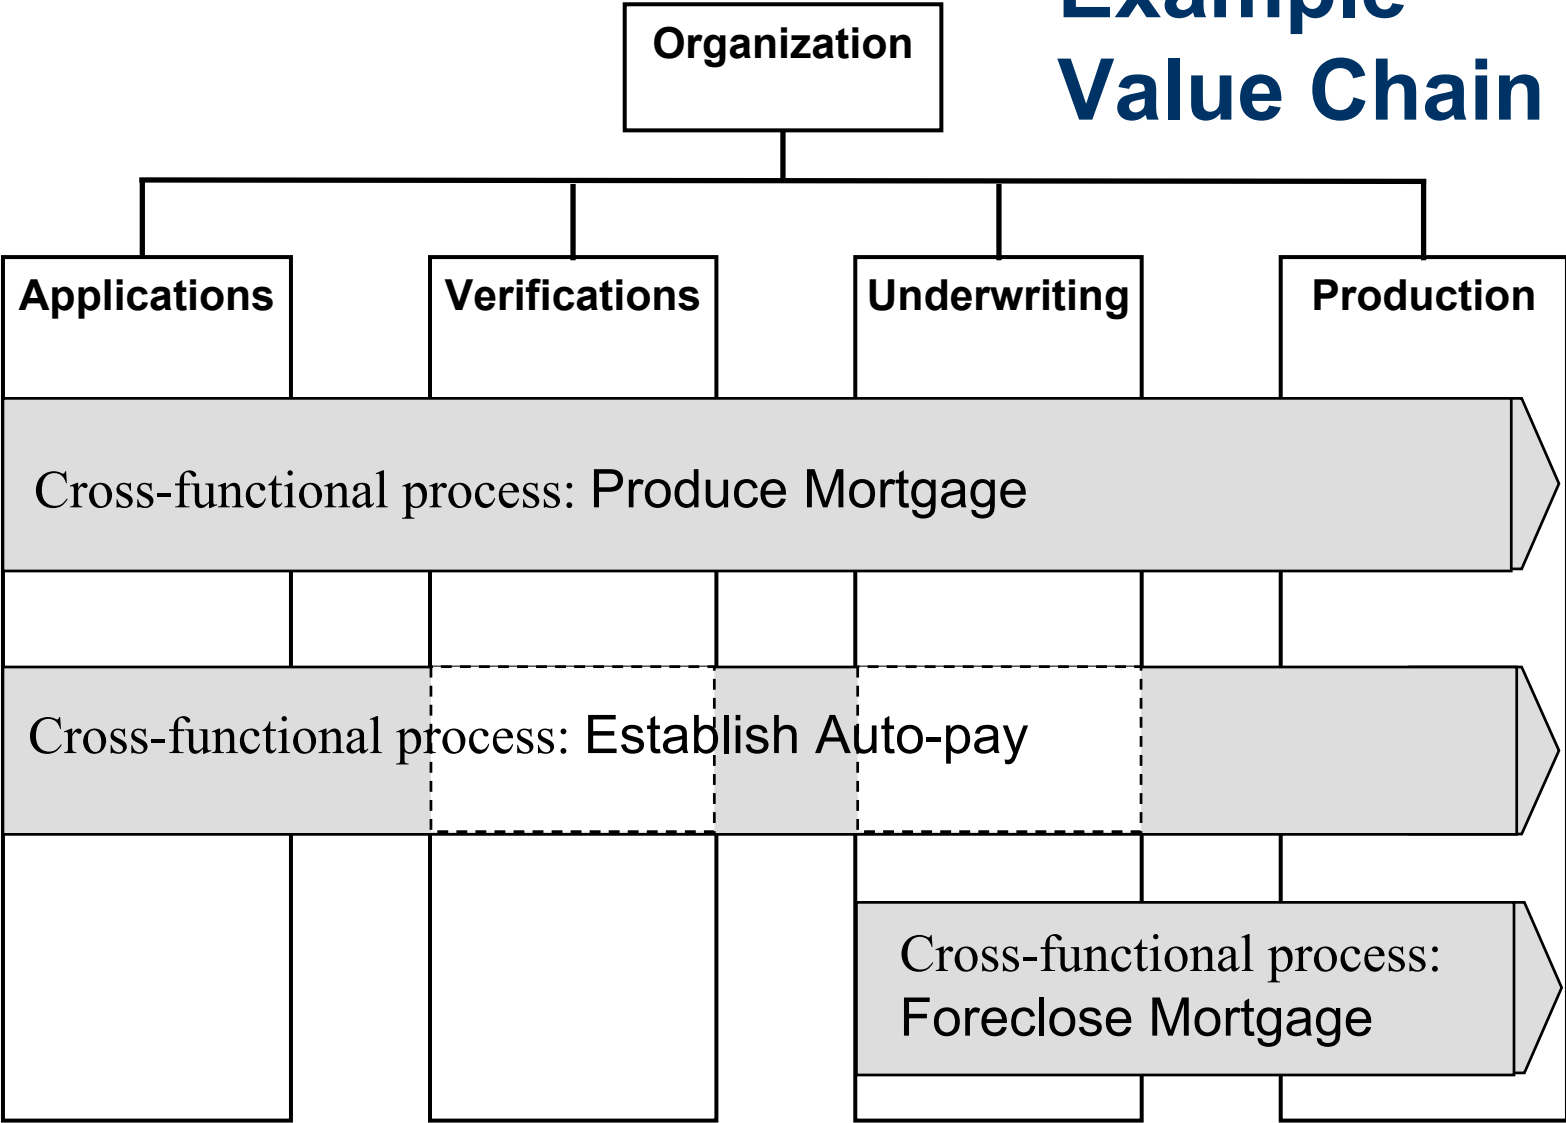 Example
Value Chain
Organization
Applications
Verifications
Underwriting
Production
Cross-functional process: Produce Mortgage
Cross-functional process: Establish Auto-pay
Cross-functional process:
Foreclose Mortgage